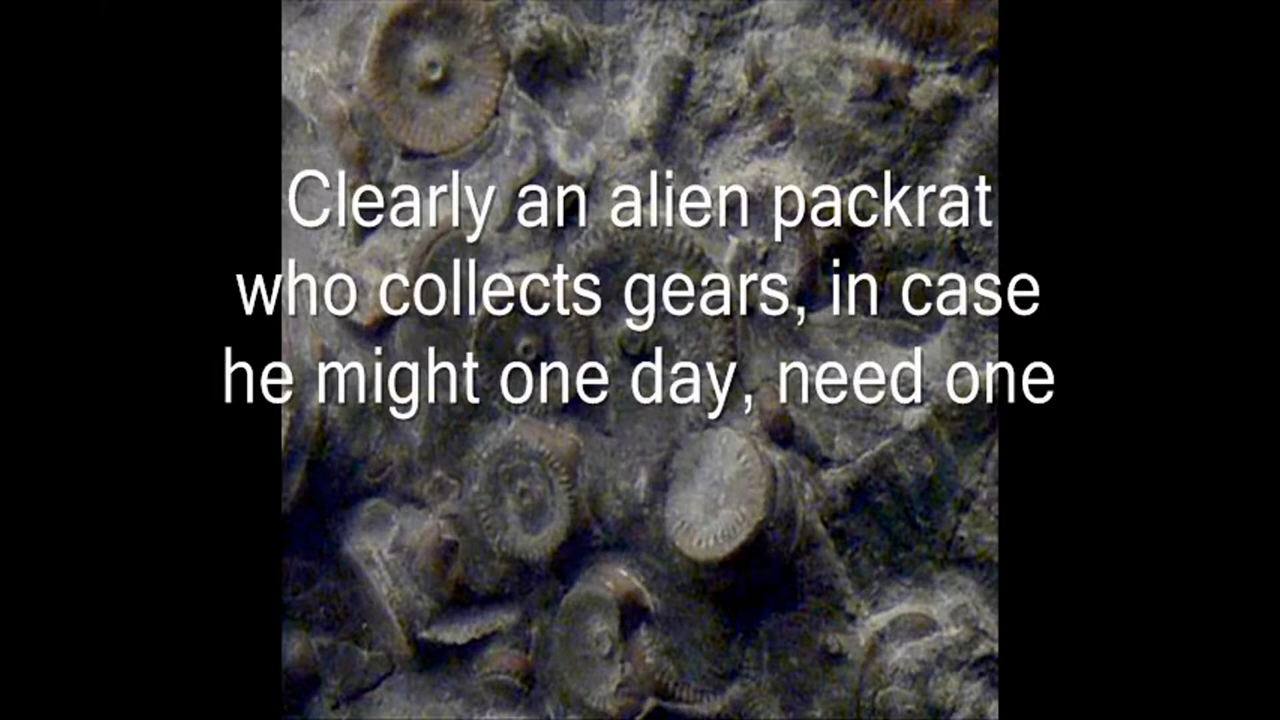 Clearly an alien packrat
who collects gears, in case
he might one day, need one